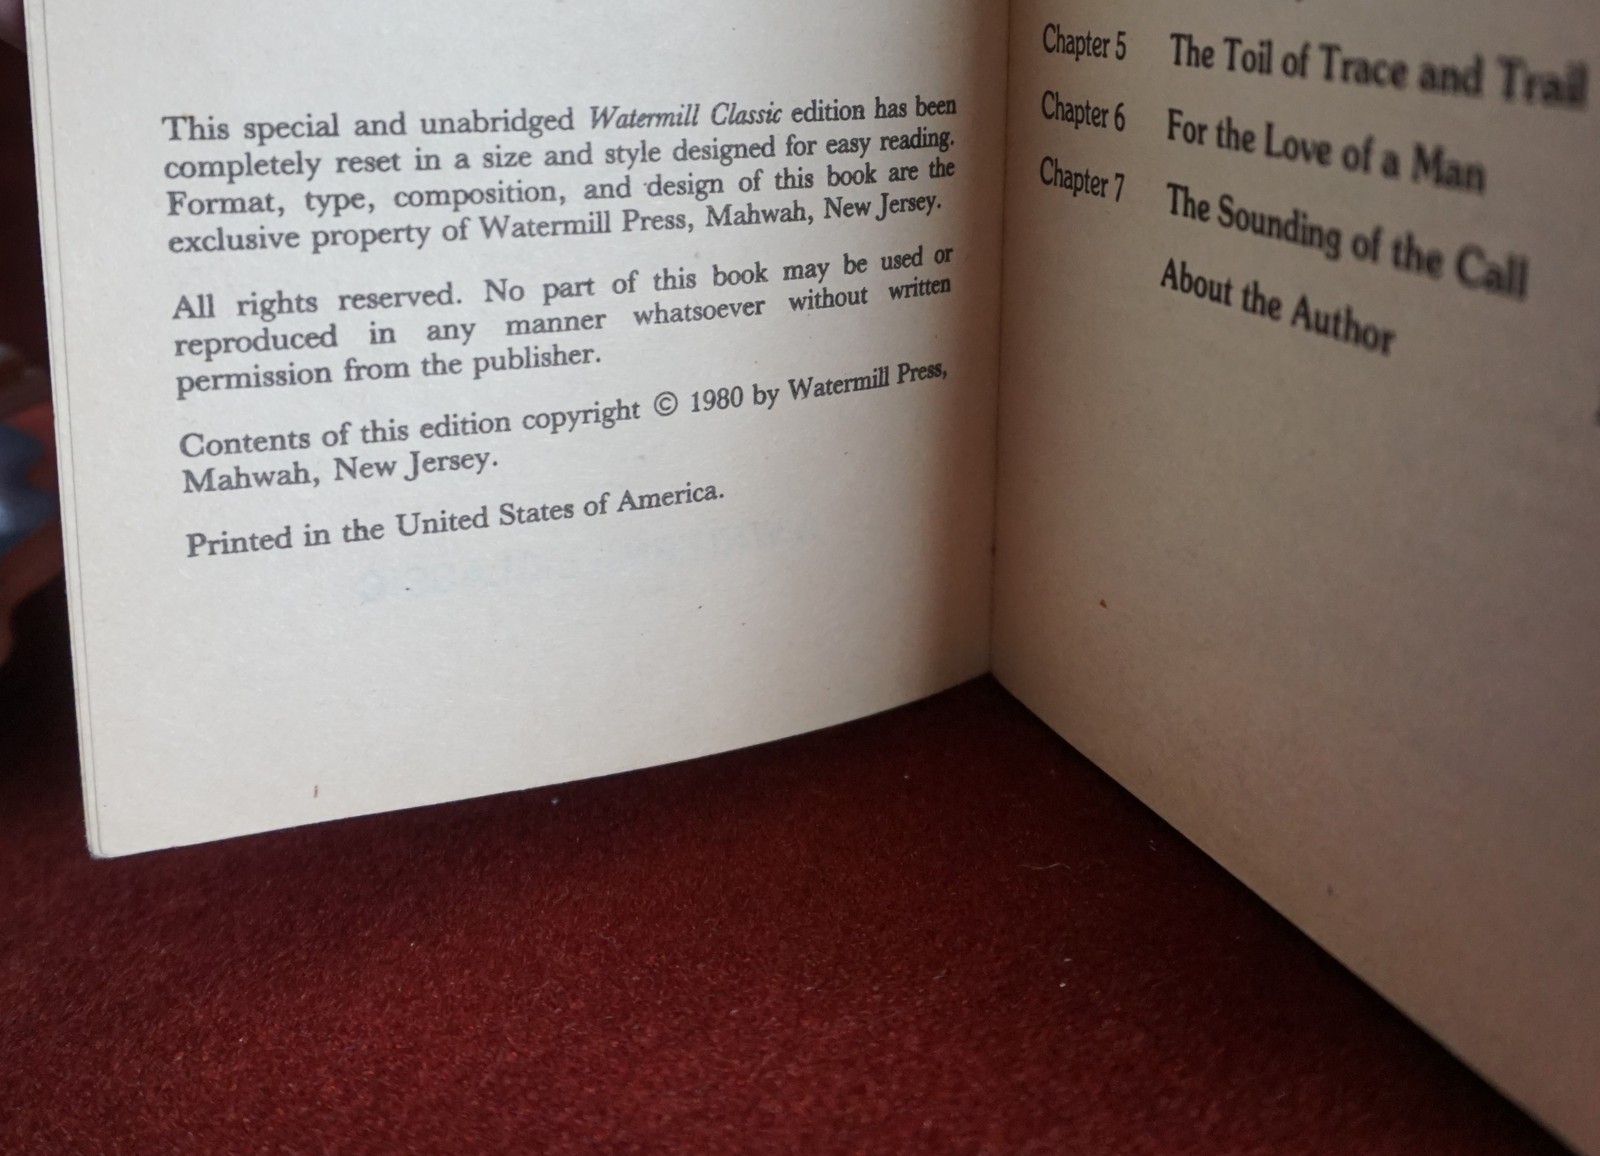 This special and unabridged Watermill Classic edition has been
completely reset in a size and style designed for easy reading.
Format, type, composition, and design of this book are the
exclusive property of Watermill Press, Mahwah, New Jersey.
All rights reserved. No part of this book may be used or
reproduced in any manner whatsoever without written
permission from the publisher.
Contents of this edition copyright © 1980 by Watermill Press,
Mahwah, New Jersey.
Printed in the United States of America.
Chapter 5 The Toil of Trace and Trail
Chapter 6 For the Love of a Man
Chapter 7 The Sounding of the Call
About the Author